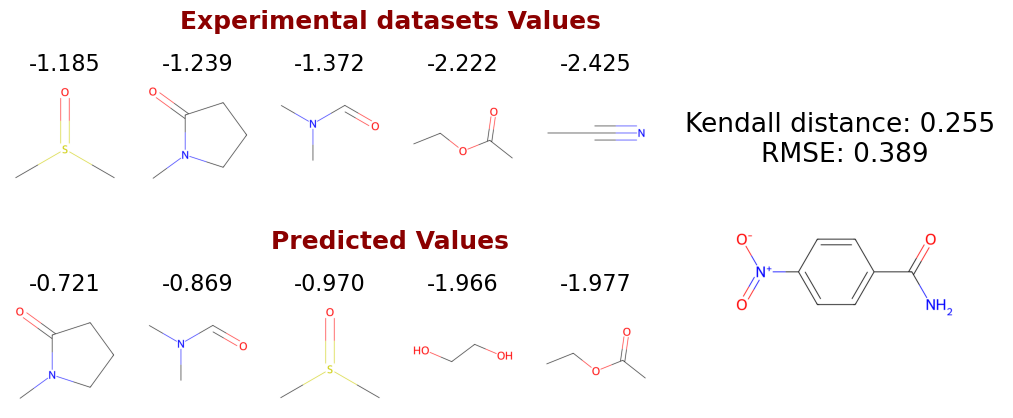 Experimental datasets Values
-1.185 -1.239 -1.372 -2.222 -2.425
O S
O N
N O
O O
N
Kendall distance: 0.255
RMSE: 0.389
Predicted Values
-0.721 -0.869 -0.970 -1.966 -1.977
O N
N O
O S
HO OH
O O
O⁻ N⁺ O O NH₂